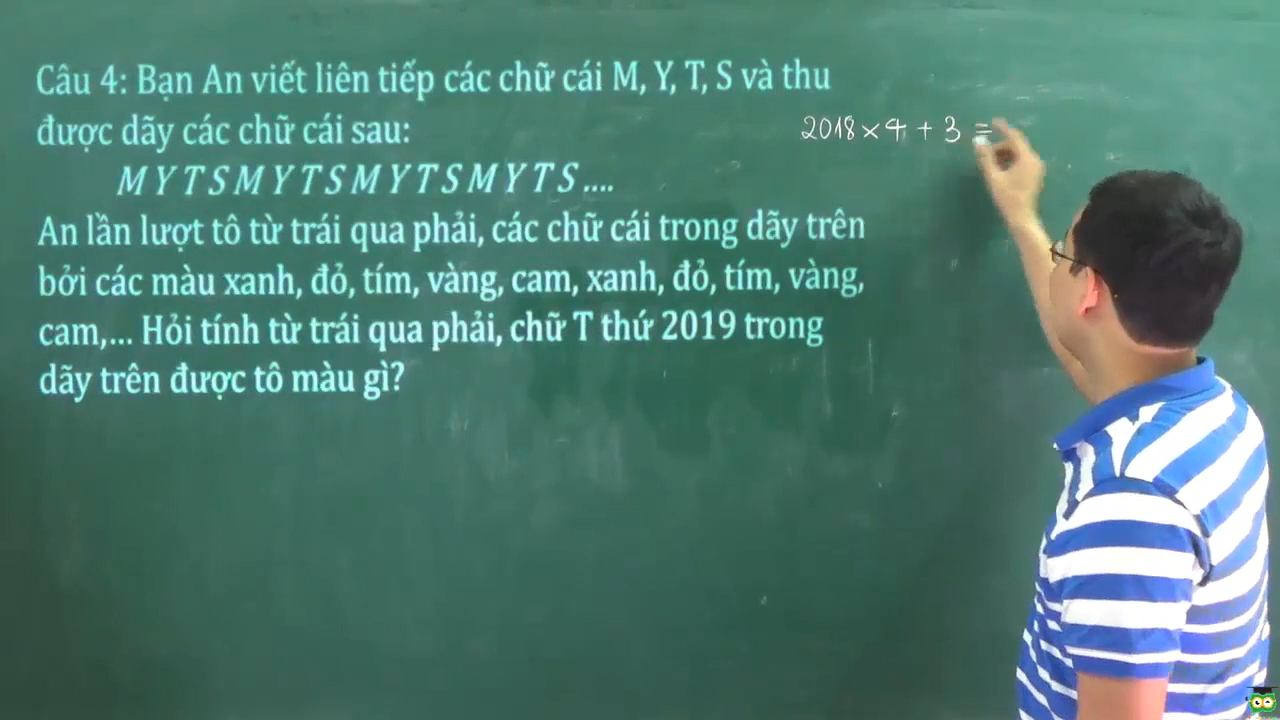 Câu 4: Bạn An viết liên tiếp các chữ cái M, Y, T, S và thu
được dãy các chữ cái sau:
M Y T S M Y T S M Y T S M Y T S ....
An lần lượt tô từ trái qua phải, các chữ cái trong dãy trên
bởi các màu xanh, đỏ, tím, vàng, cam, xanh, đỏ, tím, vàng,
cam,... Hỏi tính từ trái qua phải, chữ T thứ 2019 trong
dãy trên được tô màu gì?
2018 × 4 + 3 =